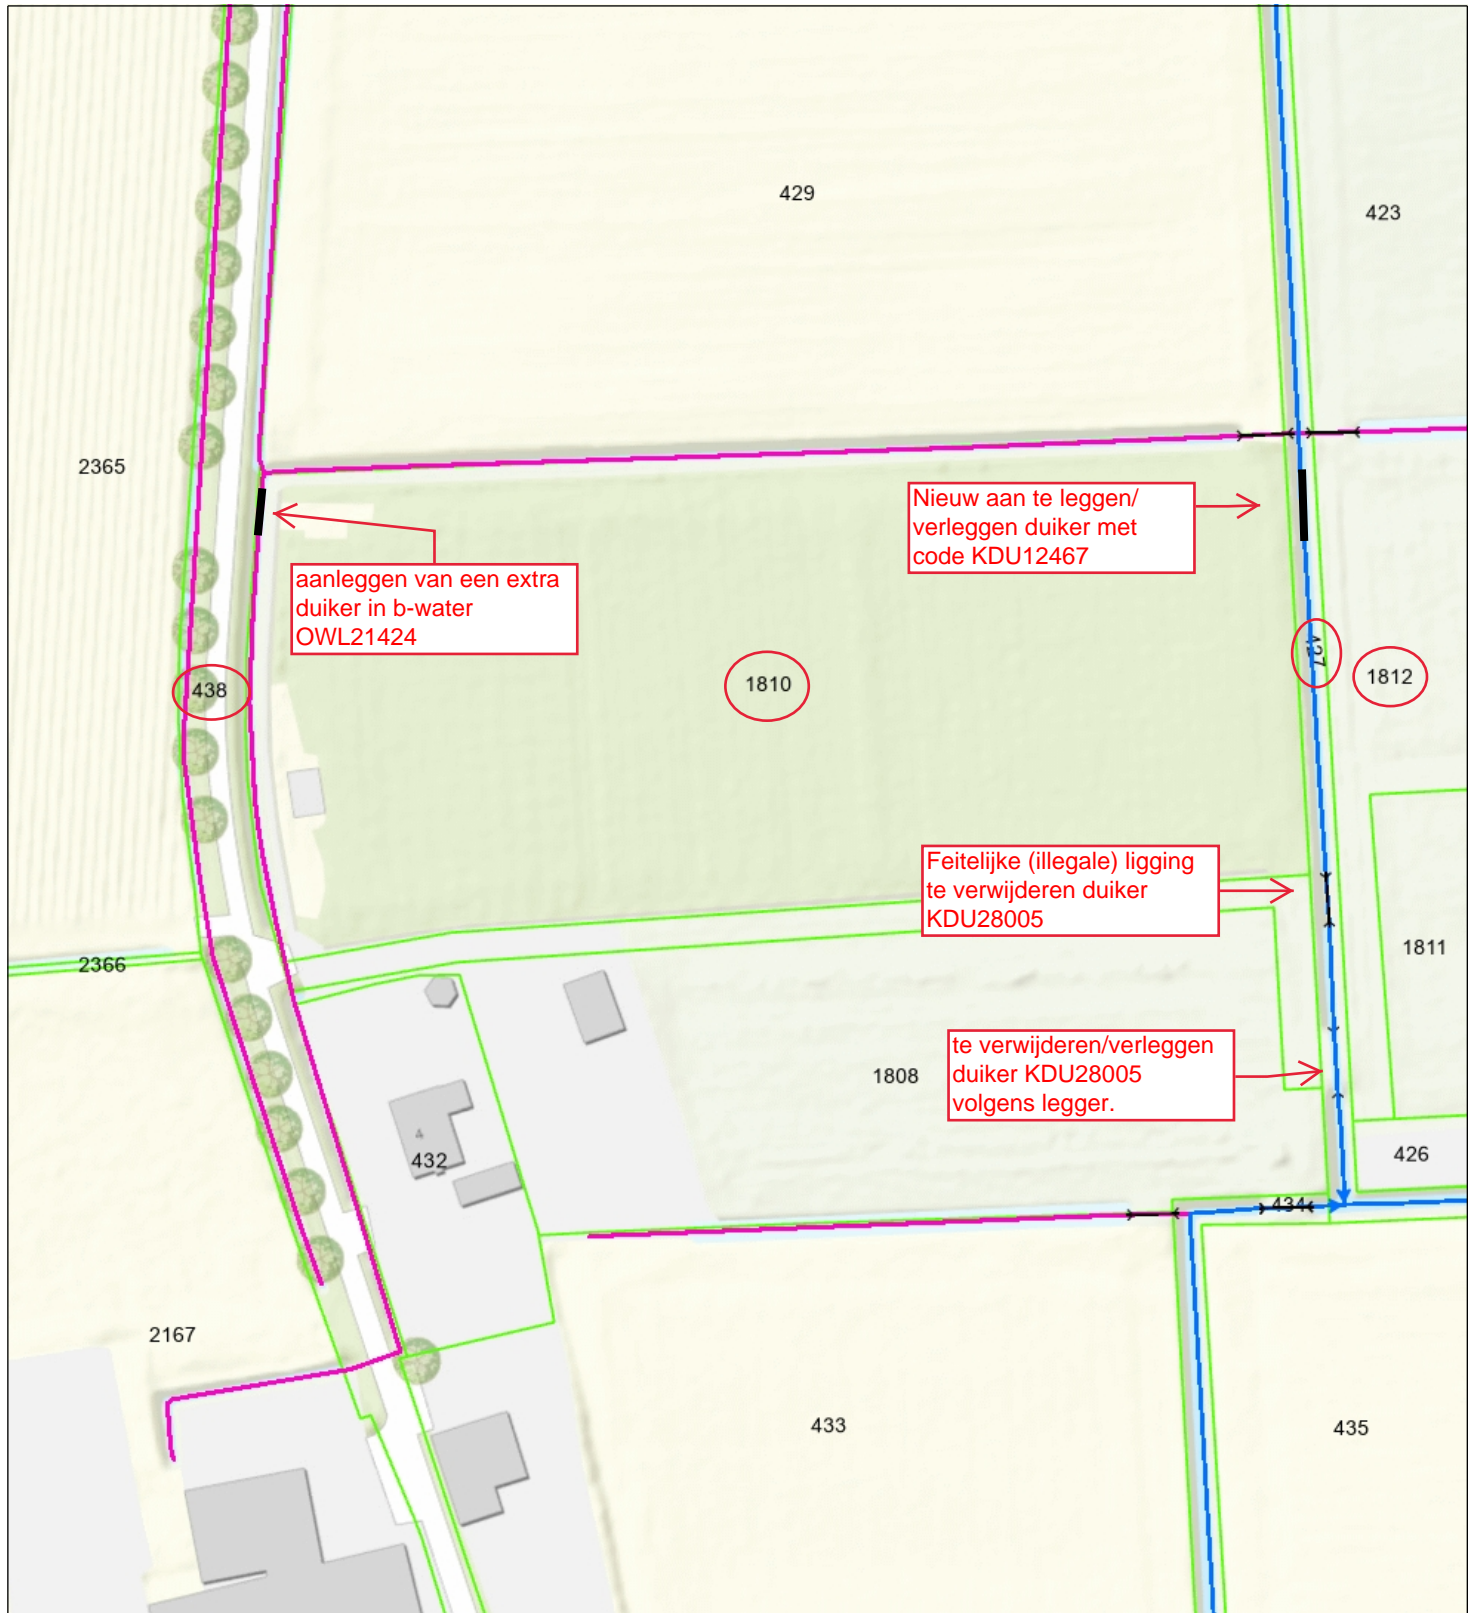 429
423
2365
Nieuw aan te leggen/
verleggen duiker met
code KDU12467
aanleggen van een extra
duiker in b-water
OWL21424
427
438
1810
1812
Feitelijke (illegale) ligging
te verwijderen duiker
KDU28005
1811
2366
te verwijderen/verleggen
duiker KDU28005
volgens legger.
1808
4
432
426
434
2167
433
435